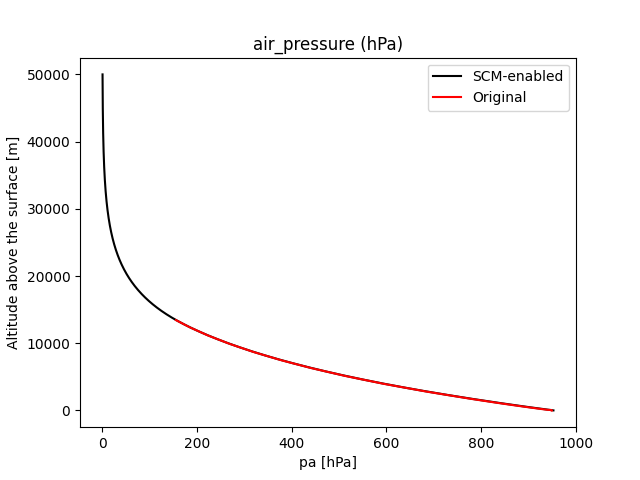 air_pressure (hPa)
SCM-enabled
Original
50000
40000
30000
20000
10000
0
Altitude above the surface [m]
0
200
400
600
800
1000
pa [hPa]